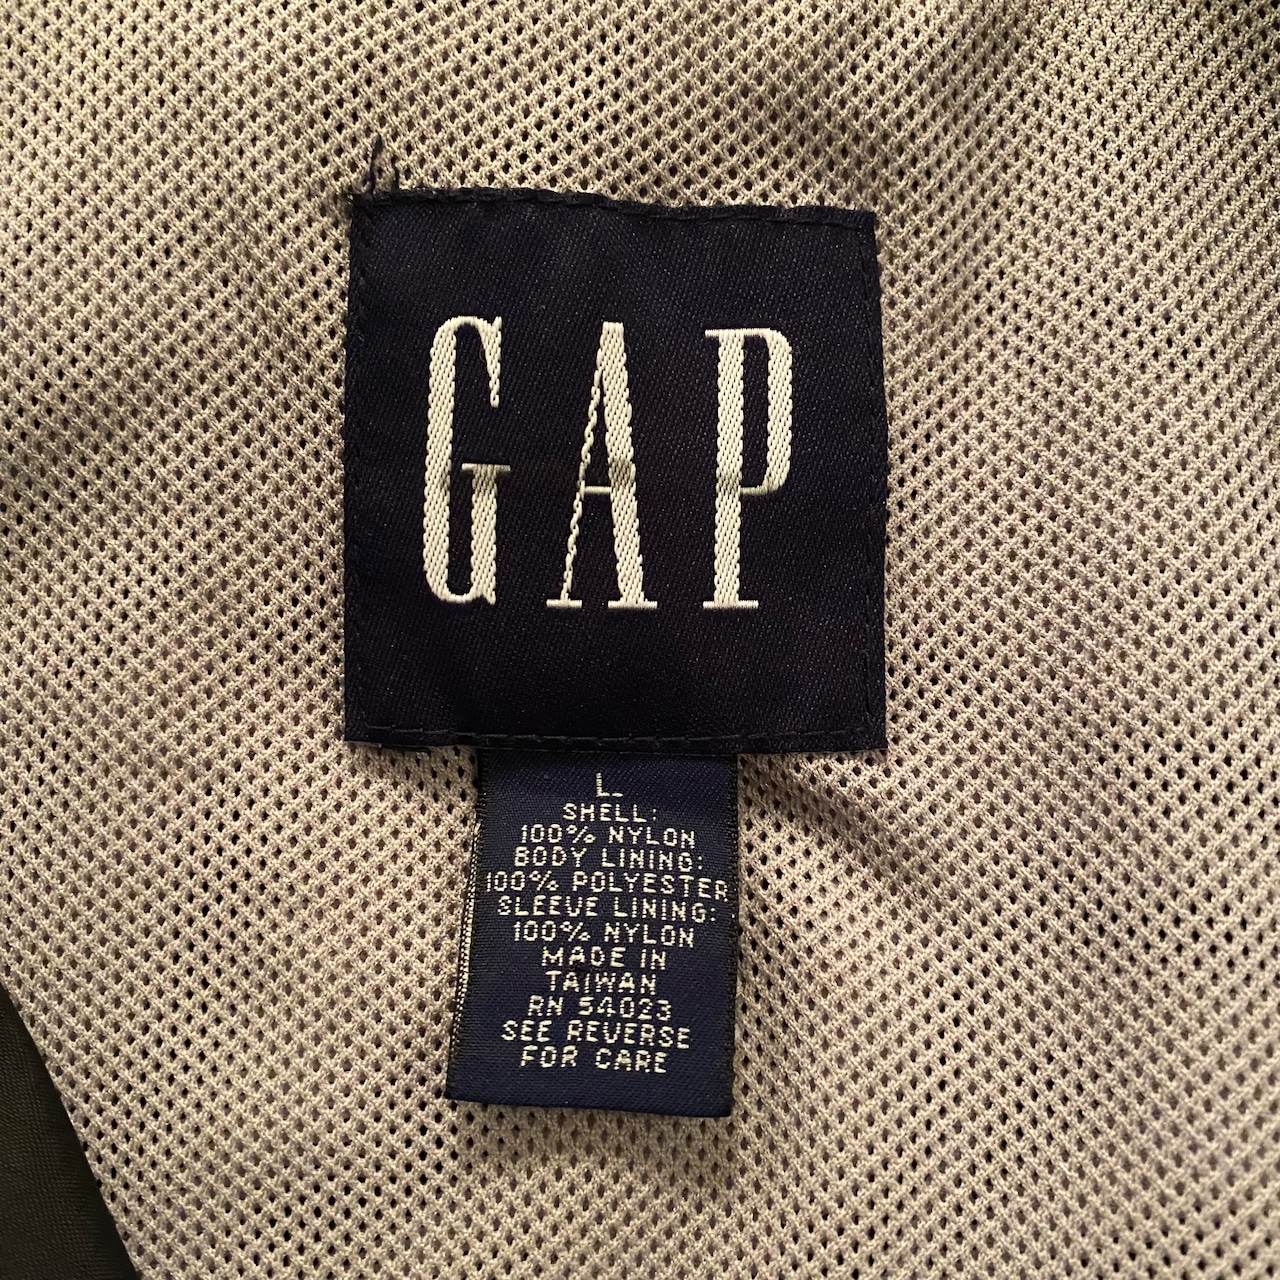 GAP
L
SHELL:
100% NYLON
BODY LINING:
100% POLYESTER
SLEEVE LINING:
100% NYLON
MADE IN
TAIWAN
RN 54023
SEE REVERSE
FOR CARE